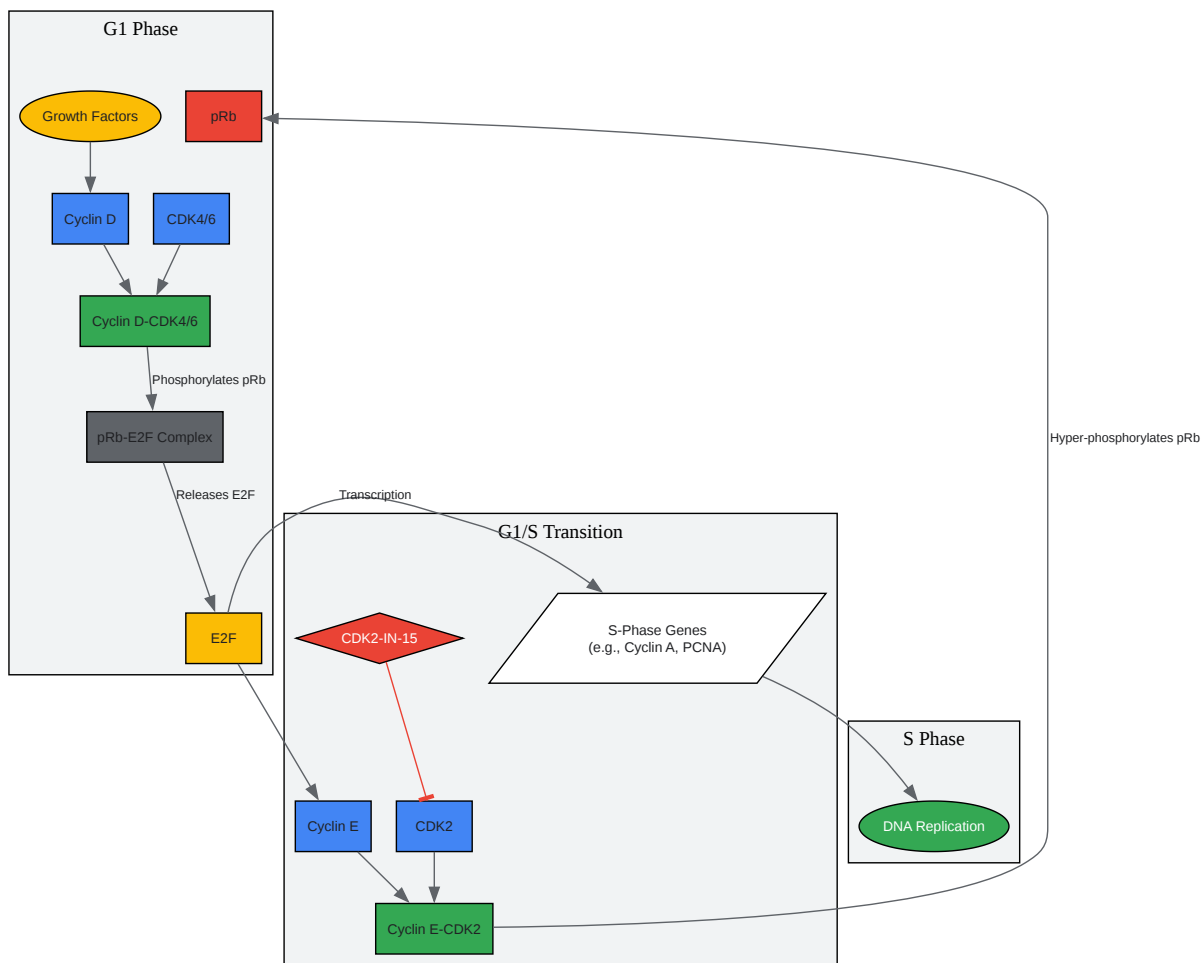 G1 Phase
Growth Factors
pRb
Cyclin D
CDK4/6
Cyclin D-CDK4/6
Phosphorylates pRb
pRb-E2F Complex
Hyper-phosphorylates pRb
Releases E2F
Transcription
G1/S Transition
E2F
CDK2-IN-15
S-Phase Genes
(e.g., Cyclin A, PCNA)
S Phase
Cyclin E
CDK2
DNA Replication
Cyclin E-CDK2